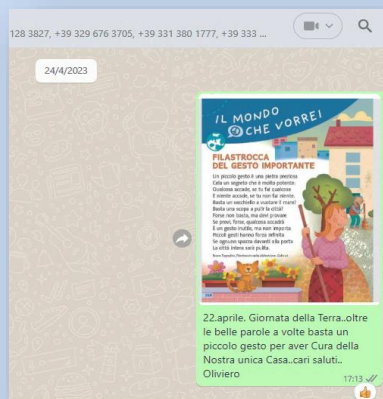 128 3827, +39 329 676 3705, +39 331 380 1777, +39 333 ...
24/4/2023
IL MONDO
CHE VORREI
FILASTROCCA
DEL GESTO IMPORTANTE
Un piccolo gesto è una pietra preziosa
Cela un segreto che è molto potente
Qualcosa accade, se tu fai qualcosa
E niente accade, se tu non fai niente.
Basta un secchiello a vuotare il mare?
Basta una scopa a pulir la città?
Forse non basta, ma devi provare
Se provi, forse, qualcosa accadrà
È un gesto inutile, ma non importa
Piccoli gesti hanno forza infinita
Se ognuno spazza davanti alla porta
La città intera sarà pulita.
22.aprile. Giornata della Terra..oltre
le belle parole a volte basta un
piccolo gesto per aver Cura della
Nostra unica Casa..cari saluti..
Oliviero
17:13